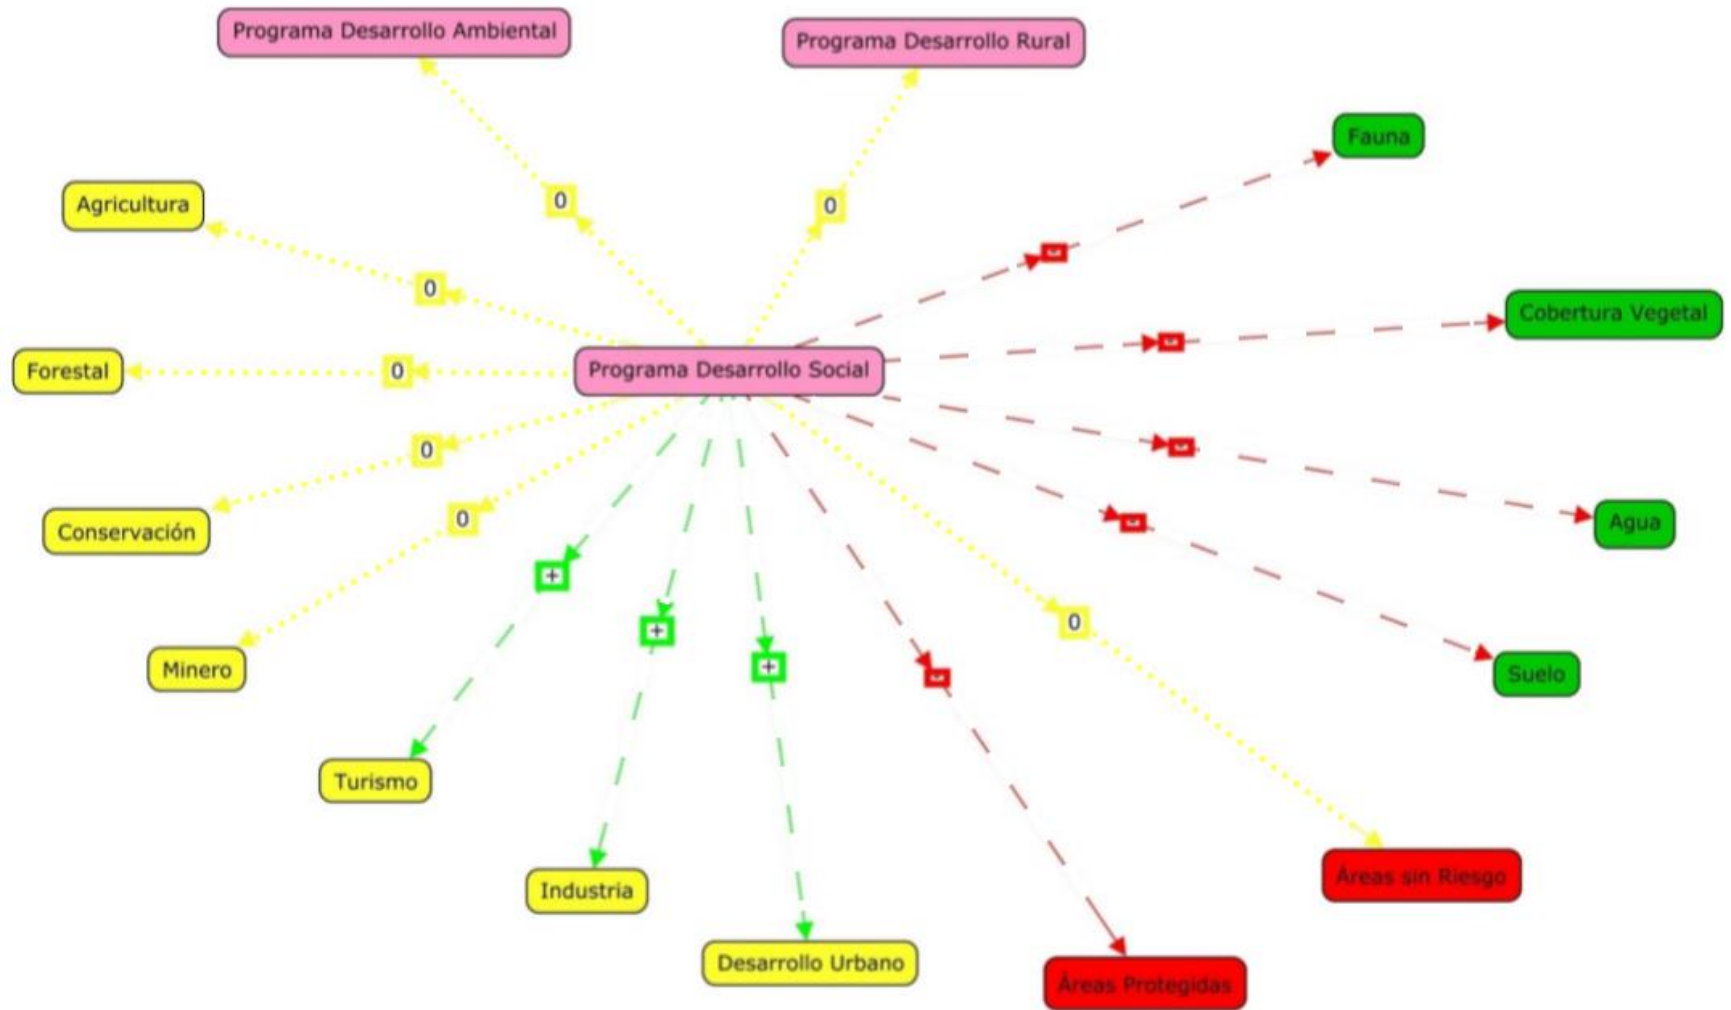 Programa Desarrollo Ambiental
Programa Desarrollo Rural
Fauna
Agricultura
0
0
-
0
Cobertura Vegetal
-
Forestal
0
Programa Desarrollo Social
0
-
Agua
Conservación
0
-
+
0
+
Minero
+
-
Suelo
Turismo
Industria
Áreas sin Riesgo
Desarrollo Urbano
Áreas Protegidas